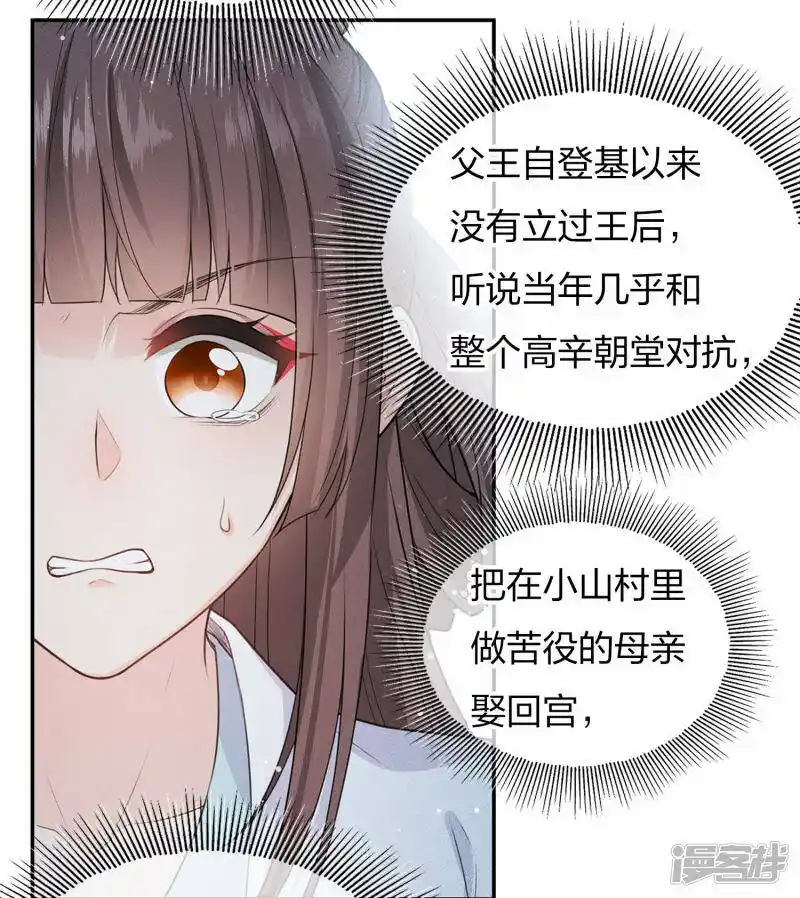 父王自登基以来
没有立过王后，
听说当年几乎和
整个高辛朝堂对抗，
把在小山村里
做苦役的母亲
娶回宫，
漫客栈